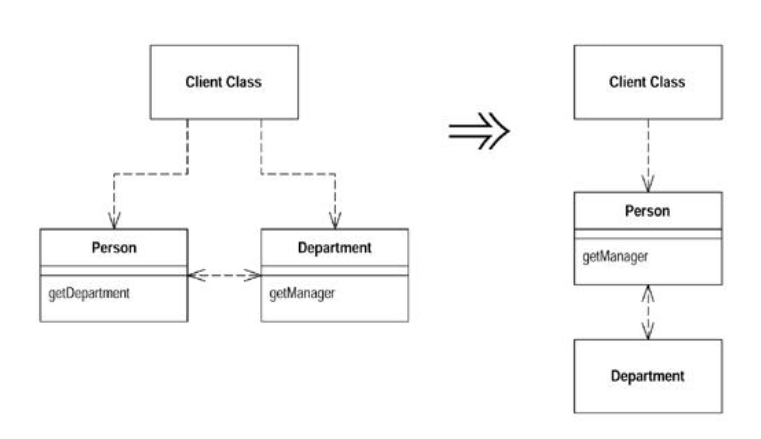 Client Class
Client Class
Person
Person
Department
getManager
getDepartment
getManager
Department